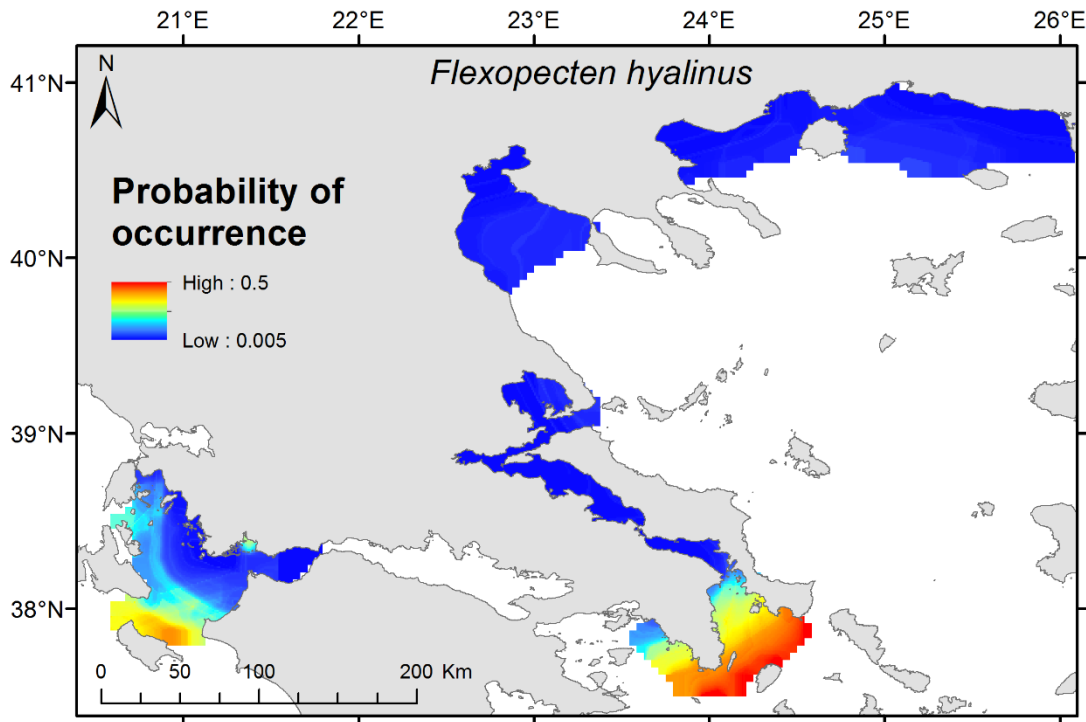 21°E 22°E 23°E 24°E 25°E 26°E
Flexopecten hyalinus
41°N
N
Probability of
occurrence
40°N
High : 0.5
Low : 0.005
39°N
38°N
0 50 100 200 Km